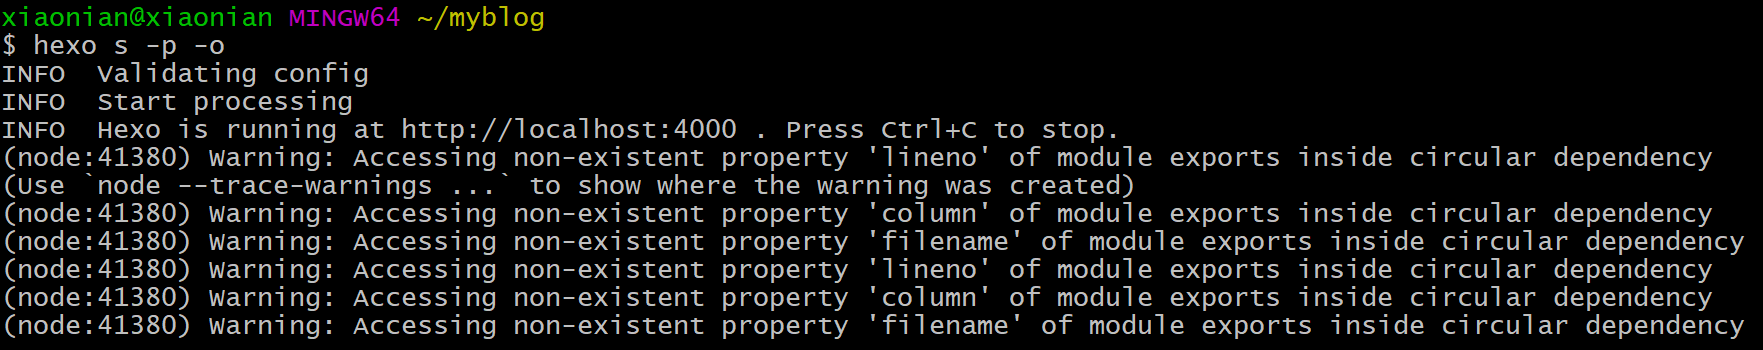 xiaonian@xiaonian MINGW64 ~/myblog
$ hexo s -p -o
INFO  Validating config
INFO  Start processing
INFO  Hexo is running at http://localhost:4000 . Press Ctrl+C to stop.
(node:41380) Warning: Accessing non-existent property 'lineno' of module exports inside circular dependency
(Use `node --trace-warnings ...` to show where the warning was created)
(node:41380) Warning: Accessing non-existent property 'column' of module exports inside circular dependency
(node:41380) Warning: Accessing non-existent property 'filename' of module exports inside circular dependency
(node:41380) Warning: Accessing non-existent property 'lineno' of module exports inside circular dependency
(node:41380) Warning: Accessing non-existent property 'column' of module exports inside circular dependency
(node:41380) Warning: Accessing non-existent property 'filename' of module exports inside circular dependency